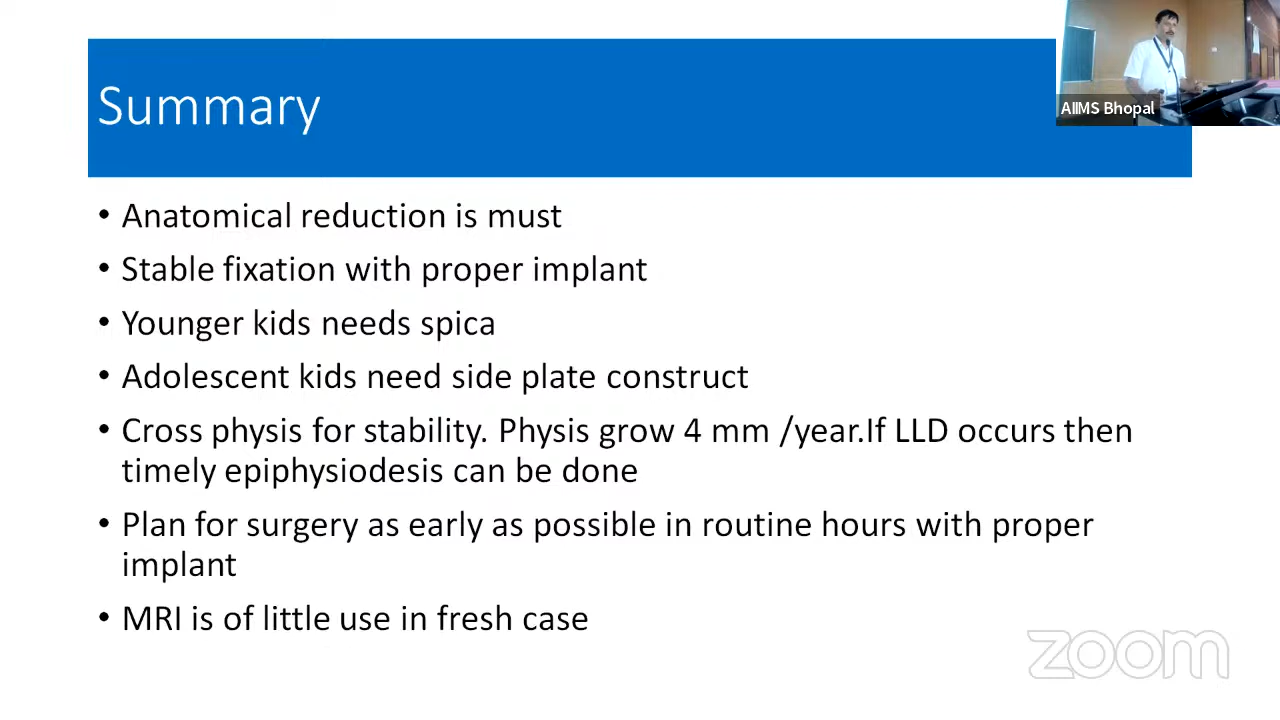 Summary
AIIMS Bhopal
• Anatomical reduction is must
• Stable fixation with proper implant
• Younger kids needs spica
• Adolescent kids need side plate construct
• Cross physis for stability. Physis grow 4 mm /year.If LLD occurs then
timely epiphysiodesis can be done
• Plan for surgery as early as possible in routine hours with proper
implant
• MRI is of little use in fresh case
zoom